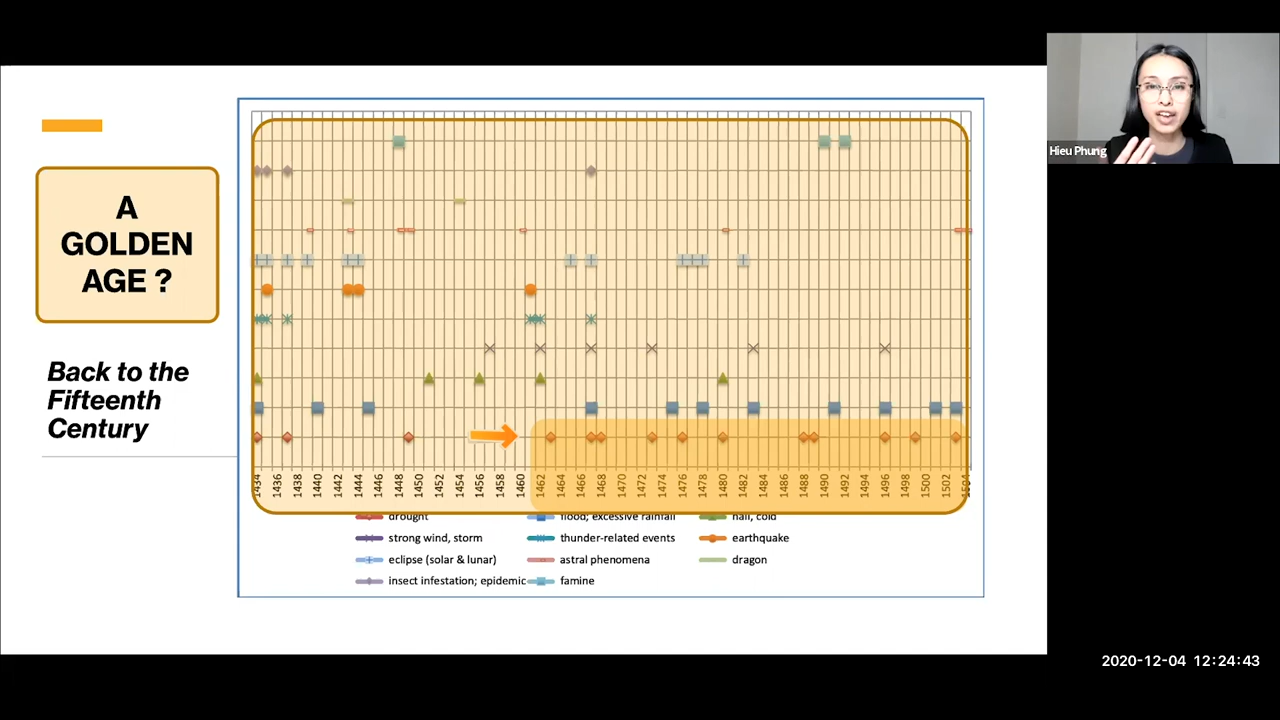 A
GOLDEN
AGE ?
Back to the
Fifteenth
Century
1434 1436 1438 1440 1442 1444 1446 1448 1450 1452 1454 1456 1458 1460 1462 1464 1466 1468 1470 1472 1474 1476 1478 1480 1482 1484 1486 1488 1490 1492 1494 1496 1498 1500 1502 1504
drought flood; excessive rainfall hail, cold
strong wind, storm thunder-related events earthquake
eclipse (solar & lunar) astral phenomena dragon
insect infestation; epidemic famine
Hieu Phung
2020-12-04 12:24:43